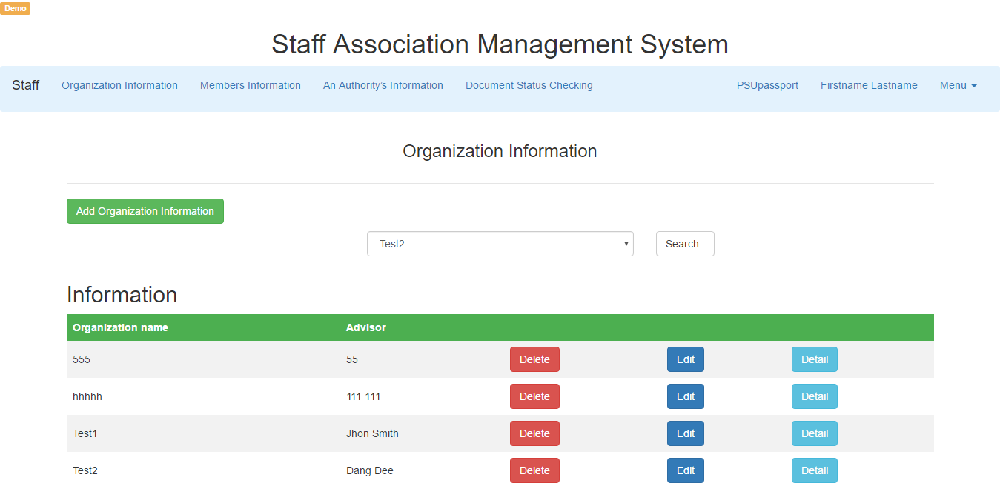 Demo
Staff Association Management System
Staff Organization Information Members Information An Authority's Information Document Status Checking PSUpassport Firstname Lastname Menu
Organization Information
Add Organization Information
Test2 Search..
Information
Organization name Advisor
555 55 Delete Edit Detail
hhhhh 111 111 Delete Edit Detail
Test1 Jhon Smith Delete Edit Detail
Test2 Dang Dee Delete Edit Detail